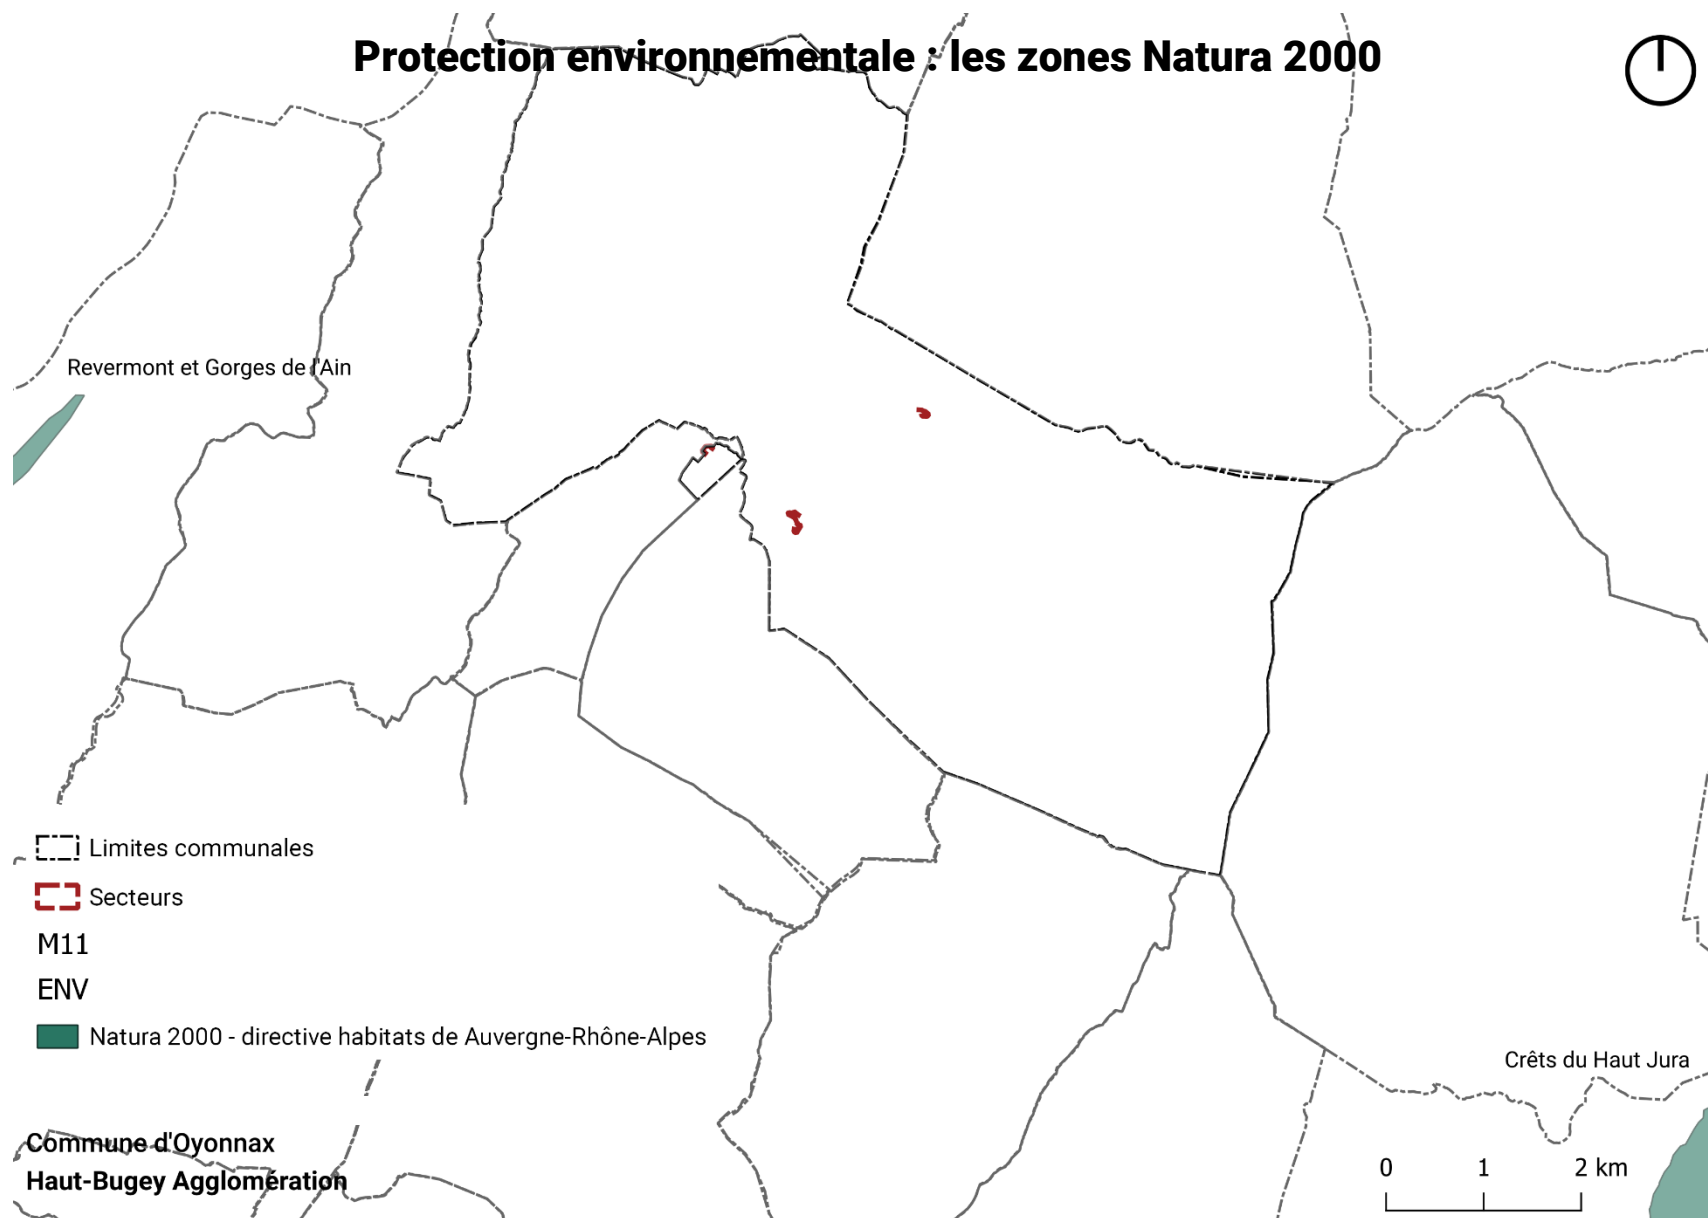 Protection environnementale : les zones Natura 2000
Revermont et Gorges de l'Ain
Limites communales
Secteurs
M11
ENV
Natura 2000 - directive habitats de Auvergne-Rhône-Alpes
Crêts du Haut Jura
Commune d'Oyonnax
Haut-Bugey Agglomération
0 1 2 km